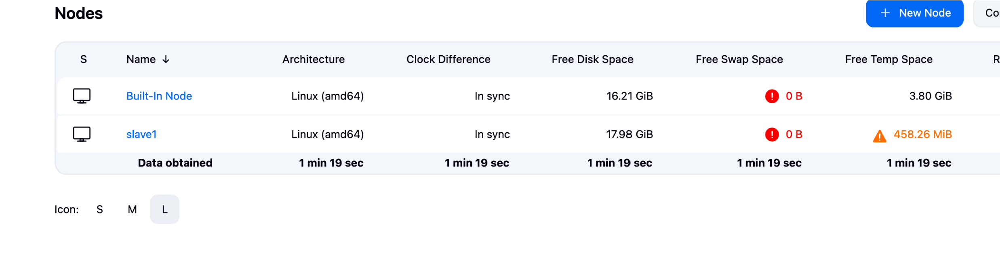 Nodes
+ New Node
S Name ↓ Architecture Clock Difference Free Disk Space Free Swap Space Free Temp Space
Built-In Node Linux (amd64) In sync 16.21 GiB ! 0 B 3.80 GiB
slave1 Linux (amd64) In sync 17.98 GiB ! 0 B ! 458.26 MiB
Data obtained 1 min 19 sec 1 min 19 sec 1 min 19 sec 1 min 19 sec 1 min 19 sec
Icon: S M L